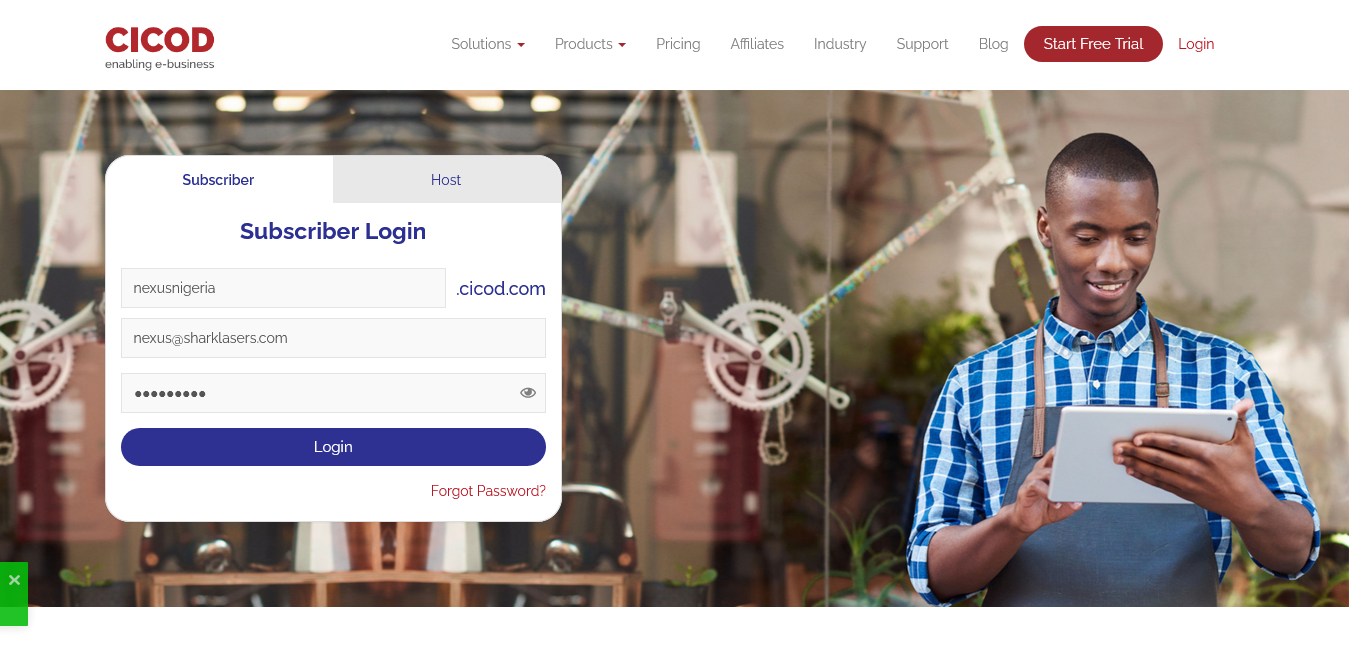 CICOD
enabling e-business
Solutions Products Pricing Affiliates Industry Support Blog Start Free Trial Login
Subscriber Host
Subscriber Login
nexusnigeria .cicod.com
nexus@sharklasers.com
●●●●●●●●●
Login
Forgot Password?